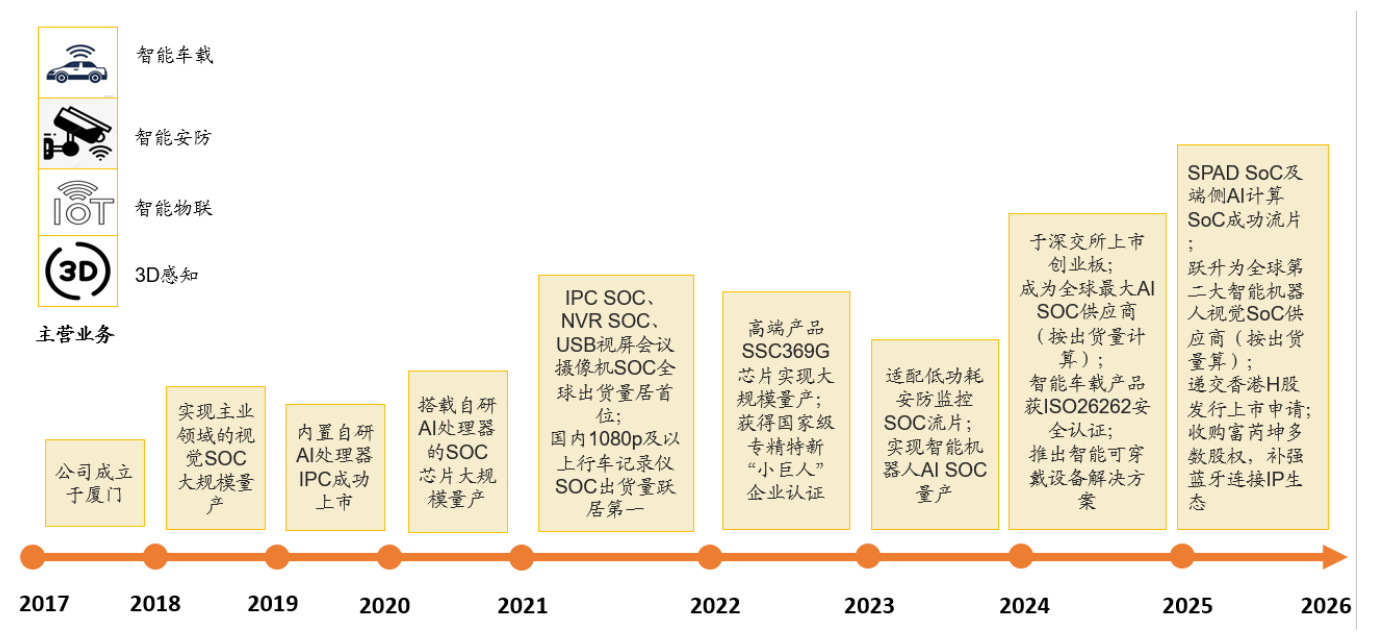 智能车载
智能安防
IOT
智能物联
3D
3D感知
主营业务
公司成立
于厦门
实现主业
领域的视
觉SOC
大规模量
产
内置自研
AI处理器
IPC成功
上市
搭载自研
AI处理器
的SOC
芯片大规
模量产
IPC SOC、
NVR SOC、
USB视屏会议
摄像机SOC全
球出货量居首
位;
国内1080p及以
上行车记录仪
SOC出货量跃
居第一
高端产品
SSC369G
芯片实现大
规模量产;
获得国家级
专精特新
“小巨人”
企业认证
适配低功耗
安防监控
SOC流片;
实现智能机
器人AI SOC
量产
于深交所上市
创业板;
成为全球最大AI
SOC供应商
（按出货量计
算）;
智能车载产品
获ISO26262安
全认证;
推出智能可穿
戴设备解决方
案
SPAD SoC及
端侧AI计算
SoC成功流片
;
跃升为全球第
二大智能机器
人视觉SoC供
应商（按出货
量算）;
递交香港H股
发行上市申请;
收购富芮坤多
数股权，补强
蓝牙连接IP生
态
2017
2018
2019
2020
2021
2022
2023
2024
2025
2026